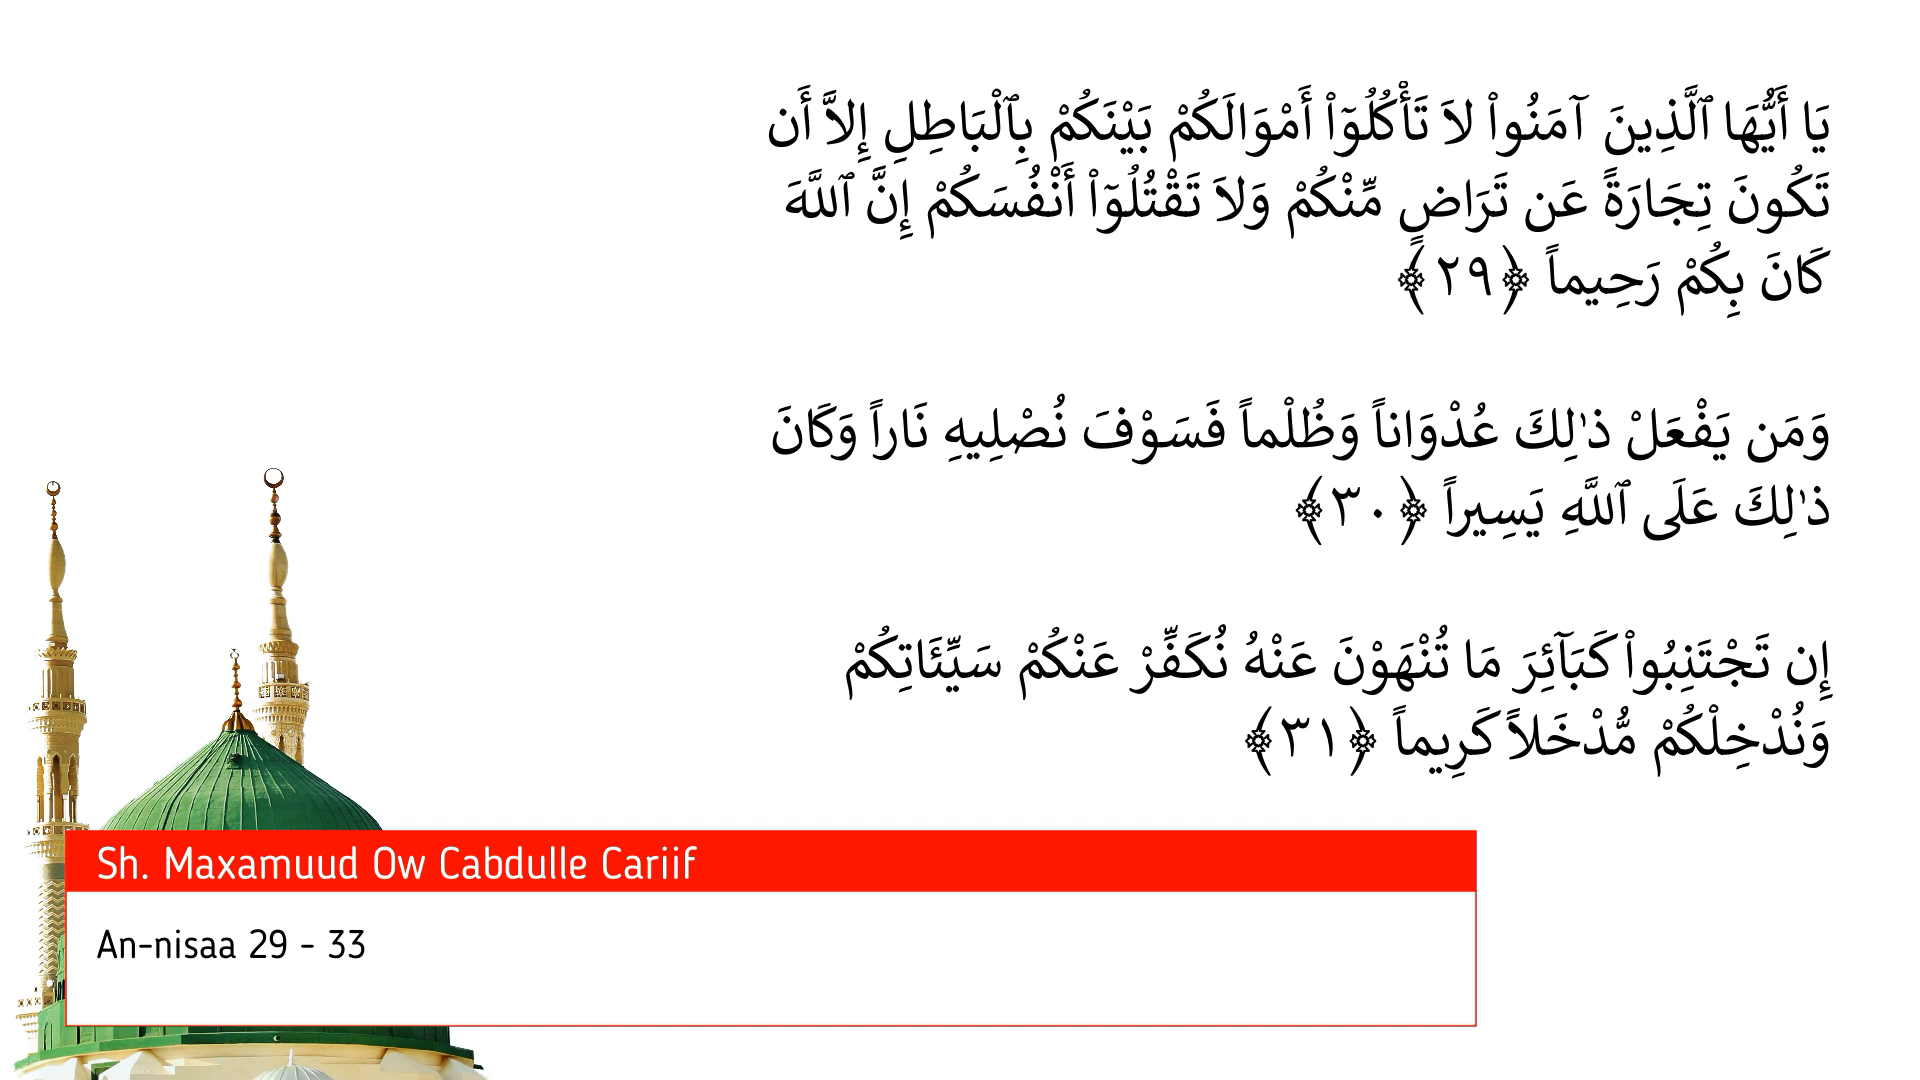 يَا أَيُّهَا ٱلَّذِينَ آمَنُواْ لاَ تَأْكُلُوۤاْ أَمْوَالَكُمْ بَيْنَكُمْ بِٱلْبَاطِلِ إِلاَّ أَن
تَكُونَ تِجَارَةً عَن تَرَاضٍ مِّنْكُمْ وَلاَ تَقْتُلُوۤاْ أَنْفُسَكُمْ إِنَّ ٱللَّهَ
كَانَ بِكُمْ رَحِيماً ﴿٢٩﴾
وَمَن يَفْعَلْ ذٰلِكَ عُدْوَاناً وَظُلْماً فَسَوْفَ نُصْلِيهِ نَاراً وَكَانَ
ذٰلِكَ عَلَى ٱللَّهِ يَسِيراً ﴿٣٠﴾
إِن تَجْتَنِبُواْ كَبَآئِرَ مَا تُنْهَوْنَ عَنْهُ نُكَفِّرْ عَنْكُمْ سَيِّئَاتِكُمْ
وَنُدْخِلْكُمْ مُّدْخَلاً كَرِيماً ﴿٣١﴾
Sh. Maxamuud Ow Cabdulle Cariif
An-nisaa 29 - 33